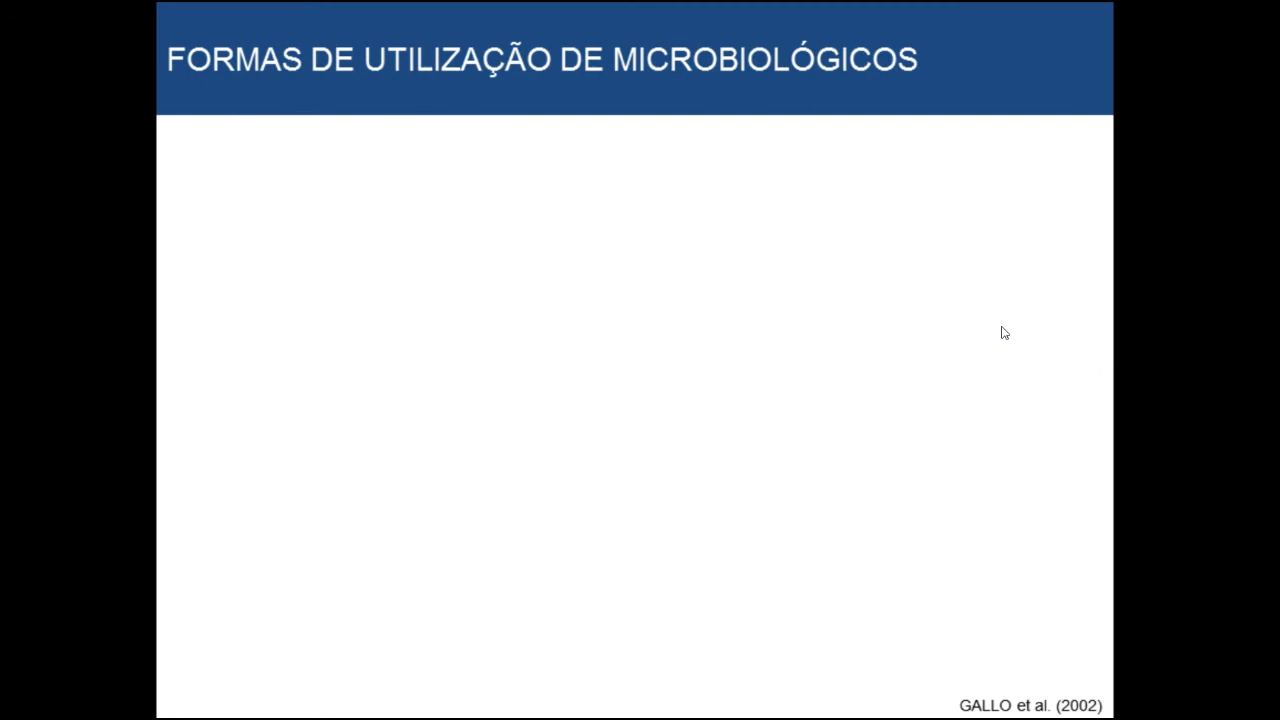 FORMAS DE UTILIZAÇÃO DE MICROBIOLÓGICOS
GALLO et al. (2002)